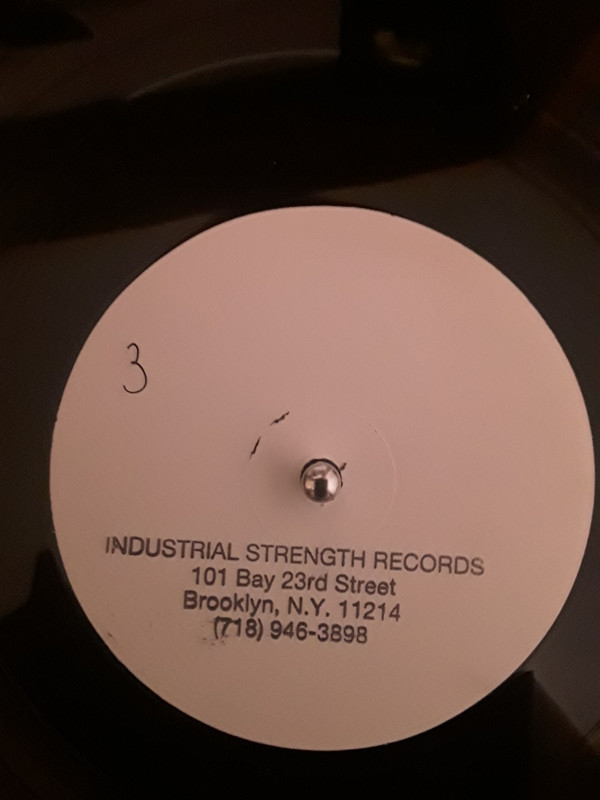 3
INDUSTRIAL STRENGTH RECORDS
101 Bay 23rd Street
Brooklyn, N.Y. 11214
(718) 946-3898